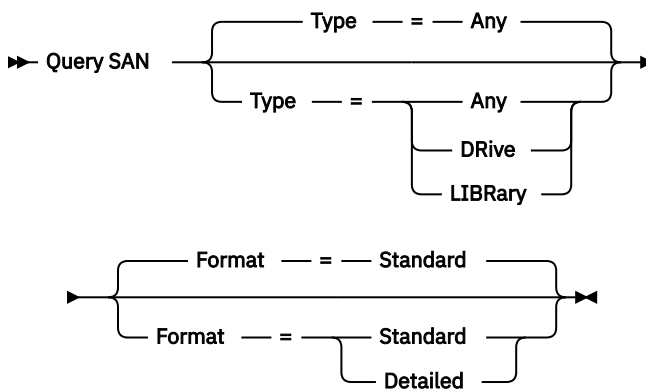 Type = Any
Query SAN
Type = Any
DRive
LIBRary
Format = Standard
Format = Standard
Detailed